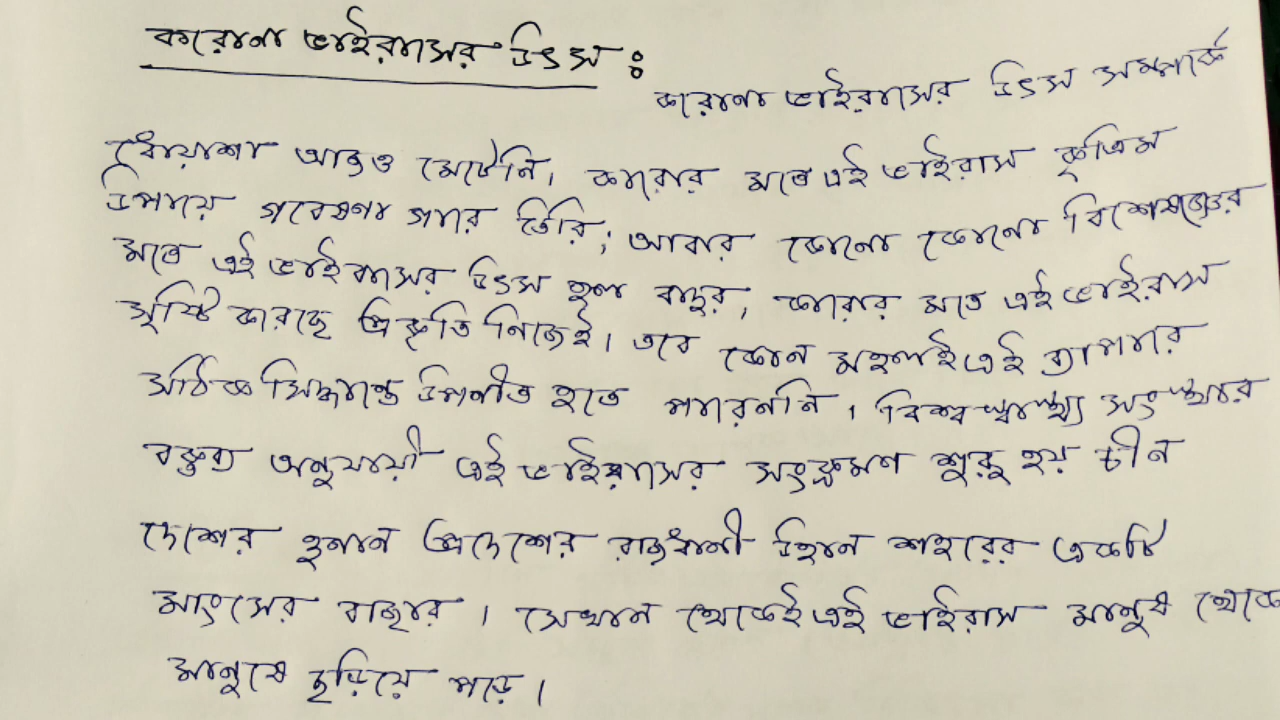 করোনা ভাইরাসের উৎস :
করোনা ভাইরাসের উৎস সম্পর্কে
ধোঁয়াশা আজও মেটেনি। কারোর মতে এই ভাইরাস কৃত্রিম
উপায়ে গবেষণা গারে তৈরি; আবার কোনো কোনো বিশেষজ্ঞের
মতে এই ভাইরাসের উৎস হল বাদুর, কারোর মতে এই ভাইরাস
সৃষ্টি করেছে প্রকৃতি নিজেই। তবে কোন মহলই এই ব্যাপারে
সঠিক সিদ্ধান্তে উপনীত হতে পারেননি। বিশ্ব স্বাস্থ্য সংস্থার
বক্তব্য অনুযায়ী এই ভাইরাসের সংক্রমণ শুরু হয় চীন
দেশের হুনান প্রদেশের রাজধানী উহান শহরের একটি
মাংসের বাজার। সেখান থেকেই এই ভাইরাস মানুষ থেকে
মানুষে ছড়িয়ে পড়ে।